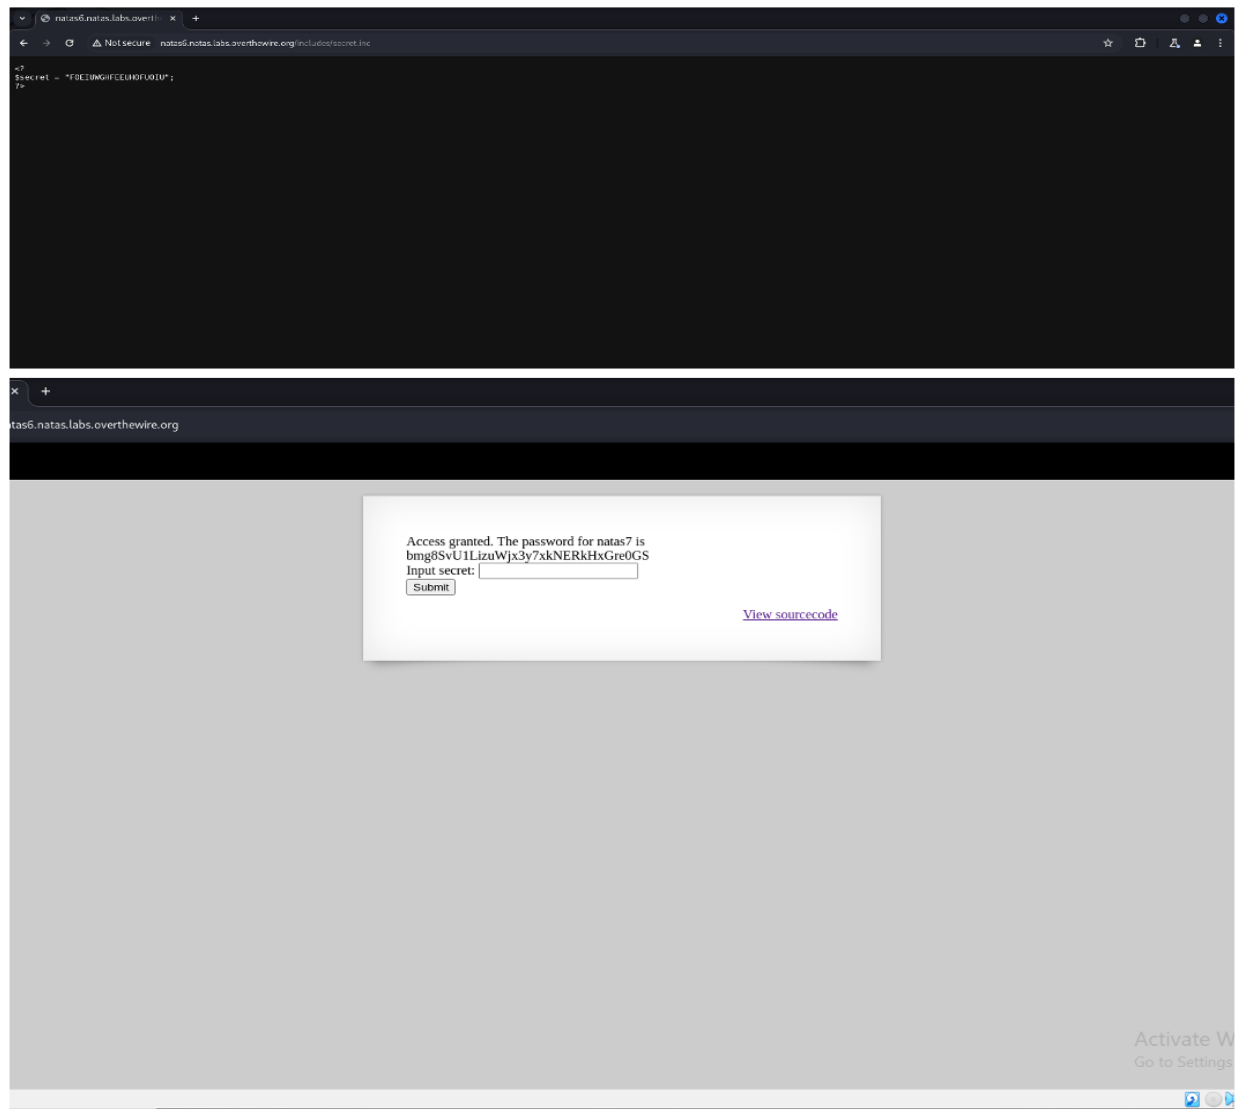 natas6.natas.labs.overth
Not secure natas6.natas.labs.overthewire.org/includes/secret.inc
<?
$secret = "FOEIUWGHFEEUHOFUOIU";
?>
tas6.natas.labs.overthewire.org
Access granted. The password for natas7 is
bmg8SvU1LizuWjx3y7xkNERkHxGre0GS
Input secret:
Submit
View sourcecode
Activate W
Go to Settings